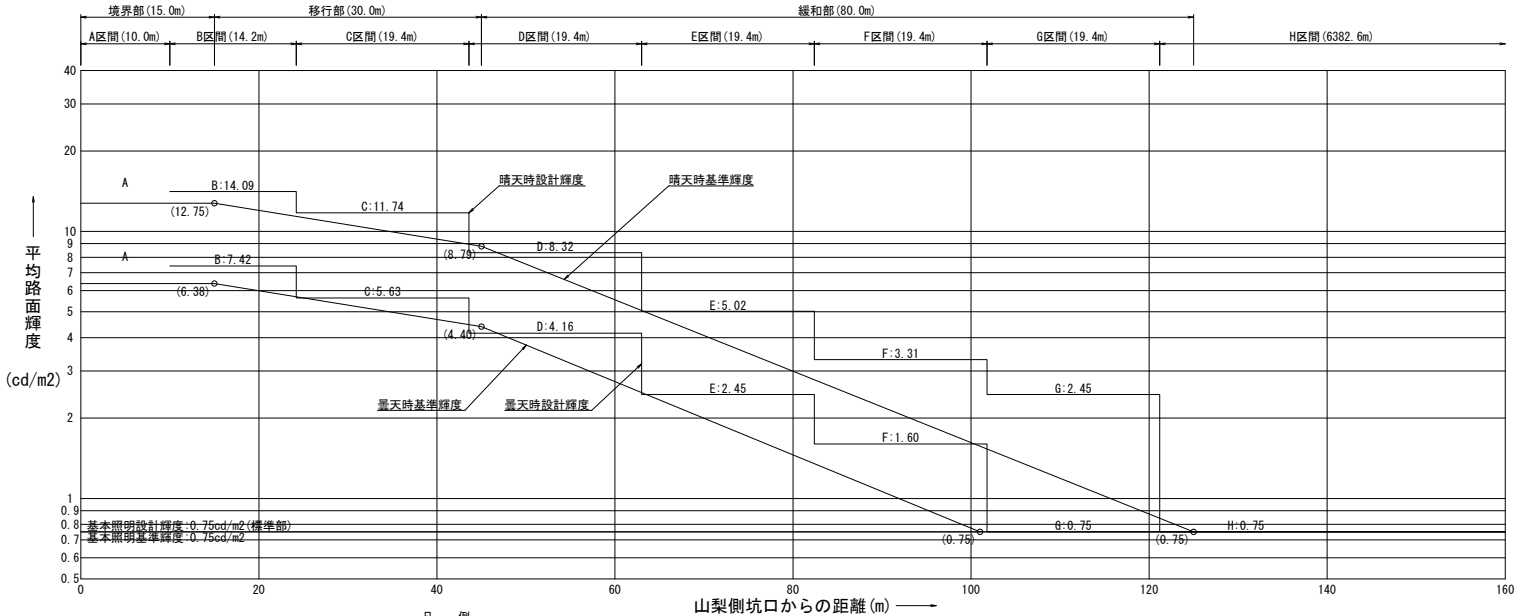 境界部(15.0m) 移行部(30.0m) 緩和部(80.0m)
A区間(10.0m) B区間(14.2m) C区間(19.4m) D区間(19.4m) E区間(19.4m) F区間(19.4m) G区間(19.4m) H区間(6382.6m)
40
30
20
A
B:14.09
晴天時設計輝度
晴天時基準輝度
(12.75)
C:11.74
10
9
8
7
6
5
4
3
2
1
0.9
0.8
0.7
0.6
0.5
平均路面輝度
(cd/m2)
A
B:7.42
(8.79)
D:8.32
(6.38)
C:5.63
E:5.02
(4.40)
D:4.16
F:3.31
曇天時基準輝度
曇天時設計輝度
E:2.45
G:2.45
F:1.60
基本照明設計輝度:0.75cd/m2(標準部)
基本照明基準輝度:0.75cd/m2
(0.75)
G:0.75
(0.75)
H:0.75
0 20 40 60 80 100 120 140 160
山梨側坑口からの距離(m)